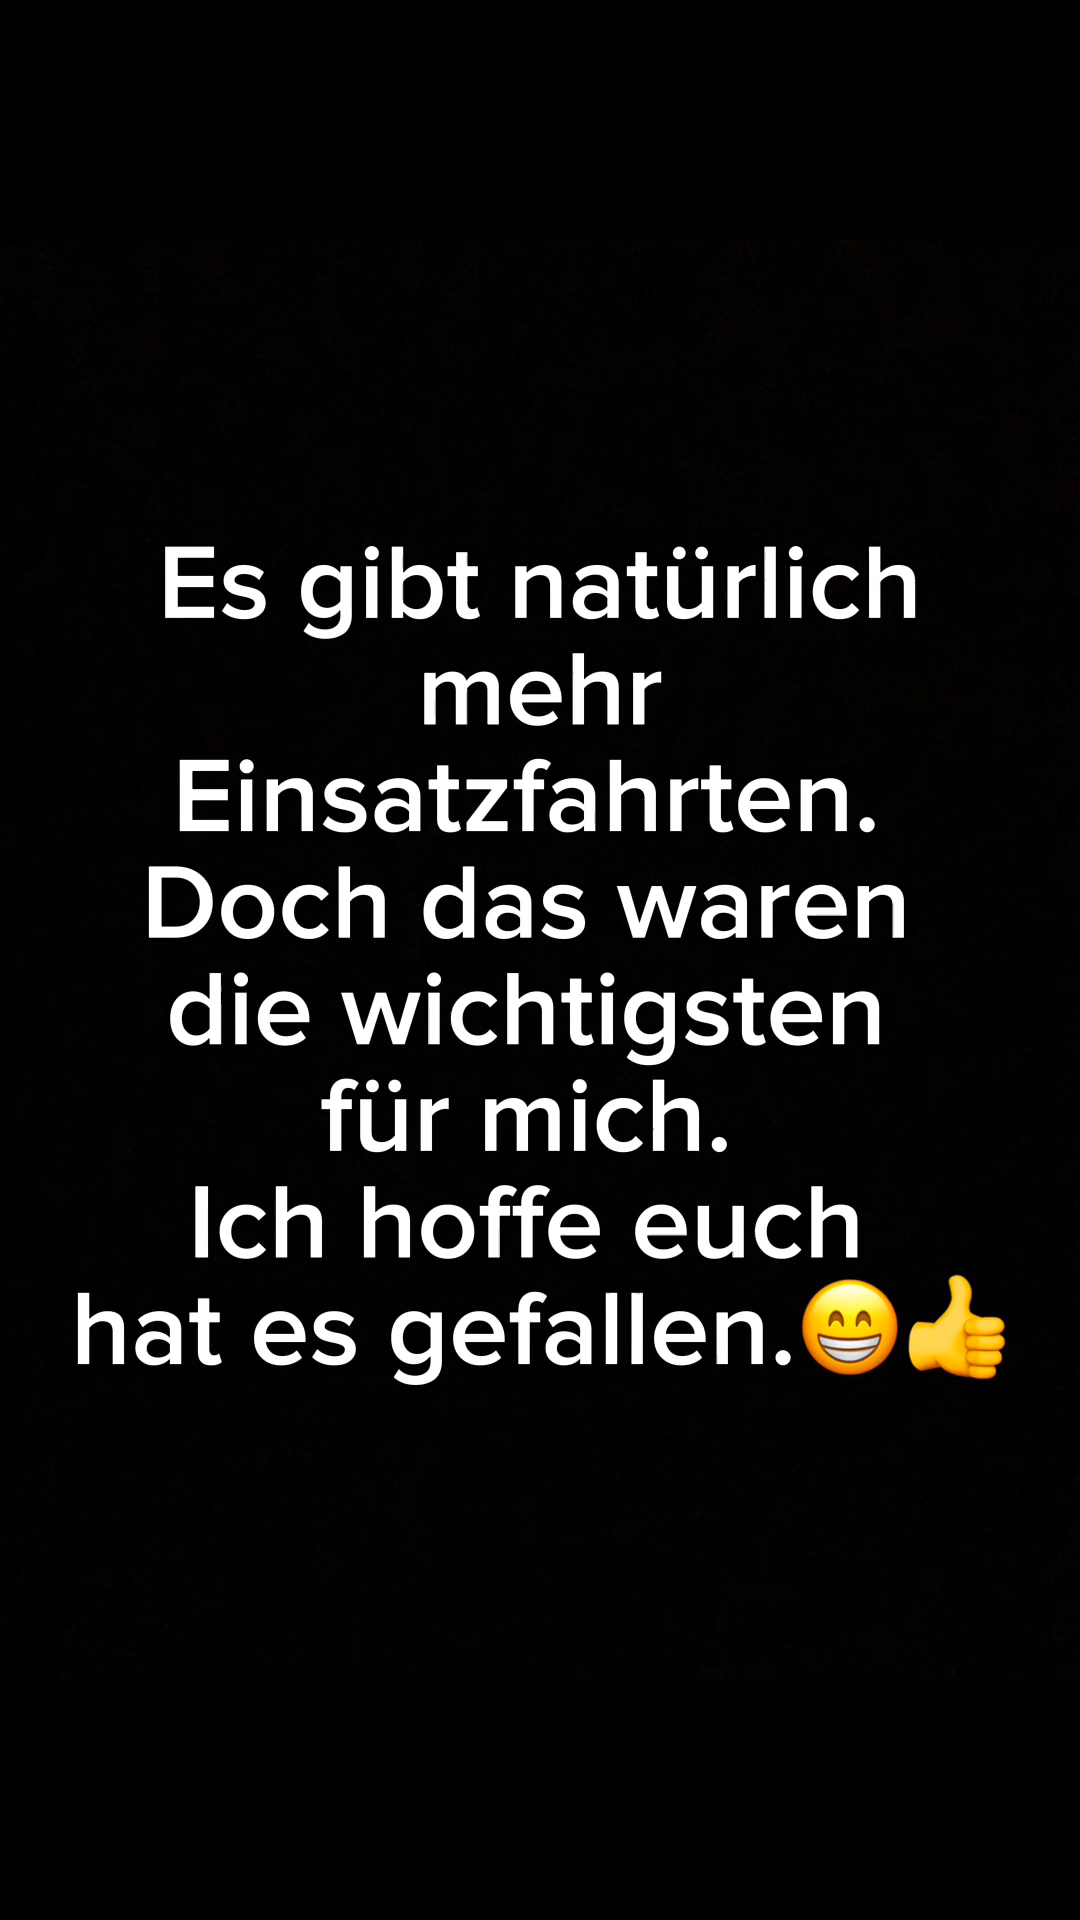 Es gibt natürlich
mehr
Einsatzfahrten.
Doch das waren
die wichtigsten
für mich.
Ich hoffe euch
hat es gefallen.😁👍